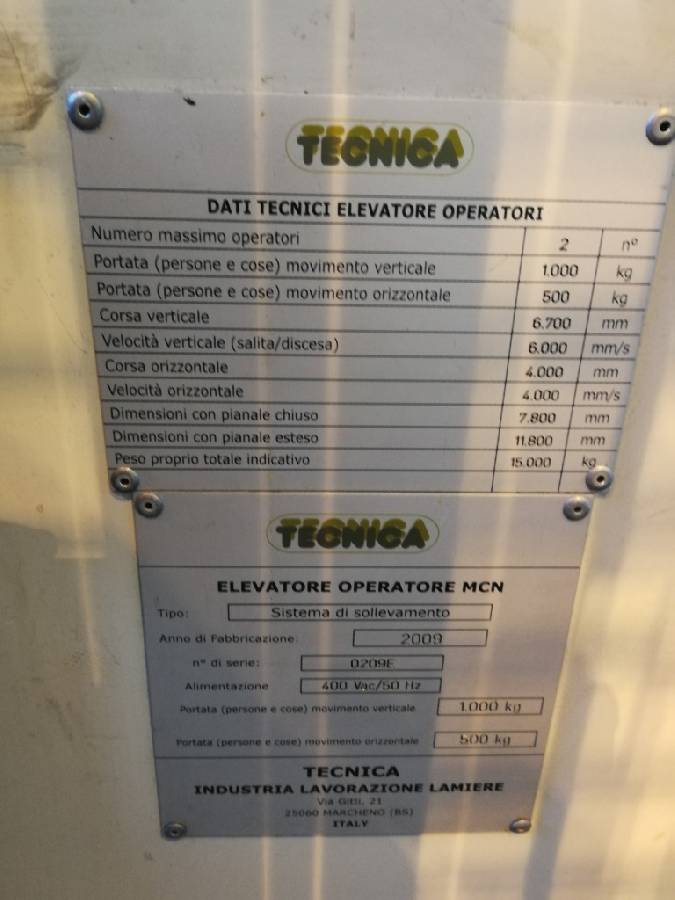 TECNICA
DATI TECNICI ELEVATORE OPERATORI
Numero massimo operatori 2 n°
Portata (persone e cose) movimento verticale 1.000 kg
Portata (persone e cose) movimento orizzontale 500 kg
Corsa verticale 6.700 mm
Velocità verticale (salita/discesa) 6.000 mm/s
Corsa orizzontale 4.000 mm
Velocità orizzontale 4.000 mm/s
Dimensioni con pianale chiuso 7.800 mm
Dimensioni con pianale esteso 11.800 mm
Peso proprio totale indicativo 15.000 kg
TECNICA
ELEVATORE OPERATORE MCN
Tipo: Sistema di sollevamento
Anno di Fabbricazione: 2009
n° di serie: 0209E
Alimentazione 400 Vac/50 Hz
Portata (persone e cose) movimento verticale 1.000 kg
Portata (persone e cose) movimento orizzontale 500 kg
TECNICA
INDUSTRIA LAVORAZIONE LAMIERE
Via 21
25060 MARCHENO (BS)
ITALY